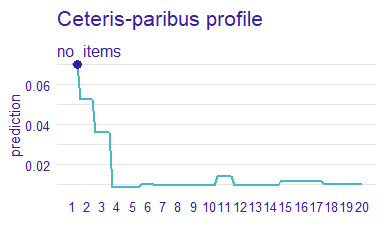 Ceteris-paribus profile
no_items
0.06
0.04
0.02
prediction
1 2 3 4 5 6 7 8 9 10 11 12 13 14 15 16 17 18 19 20